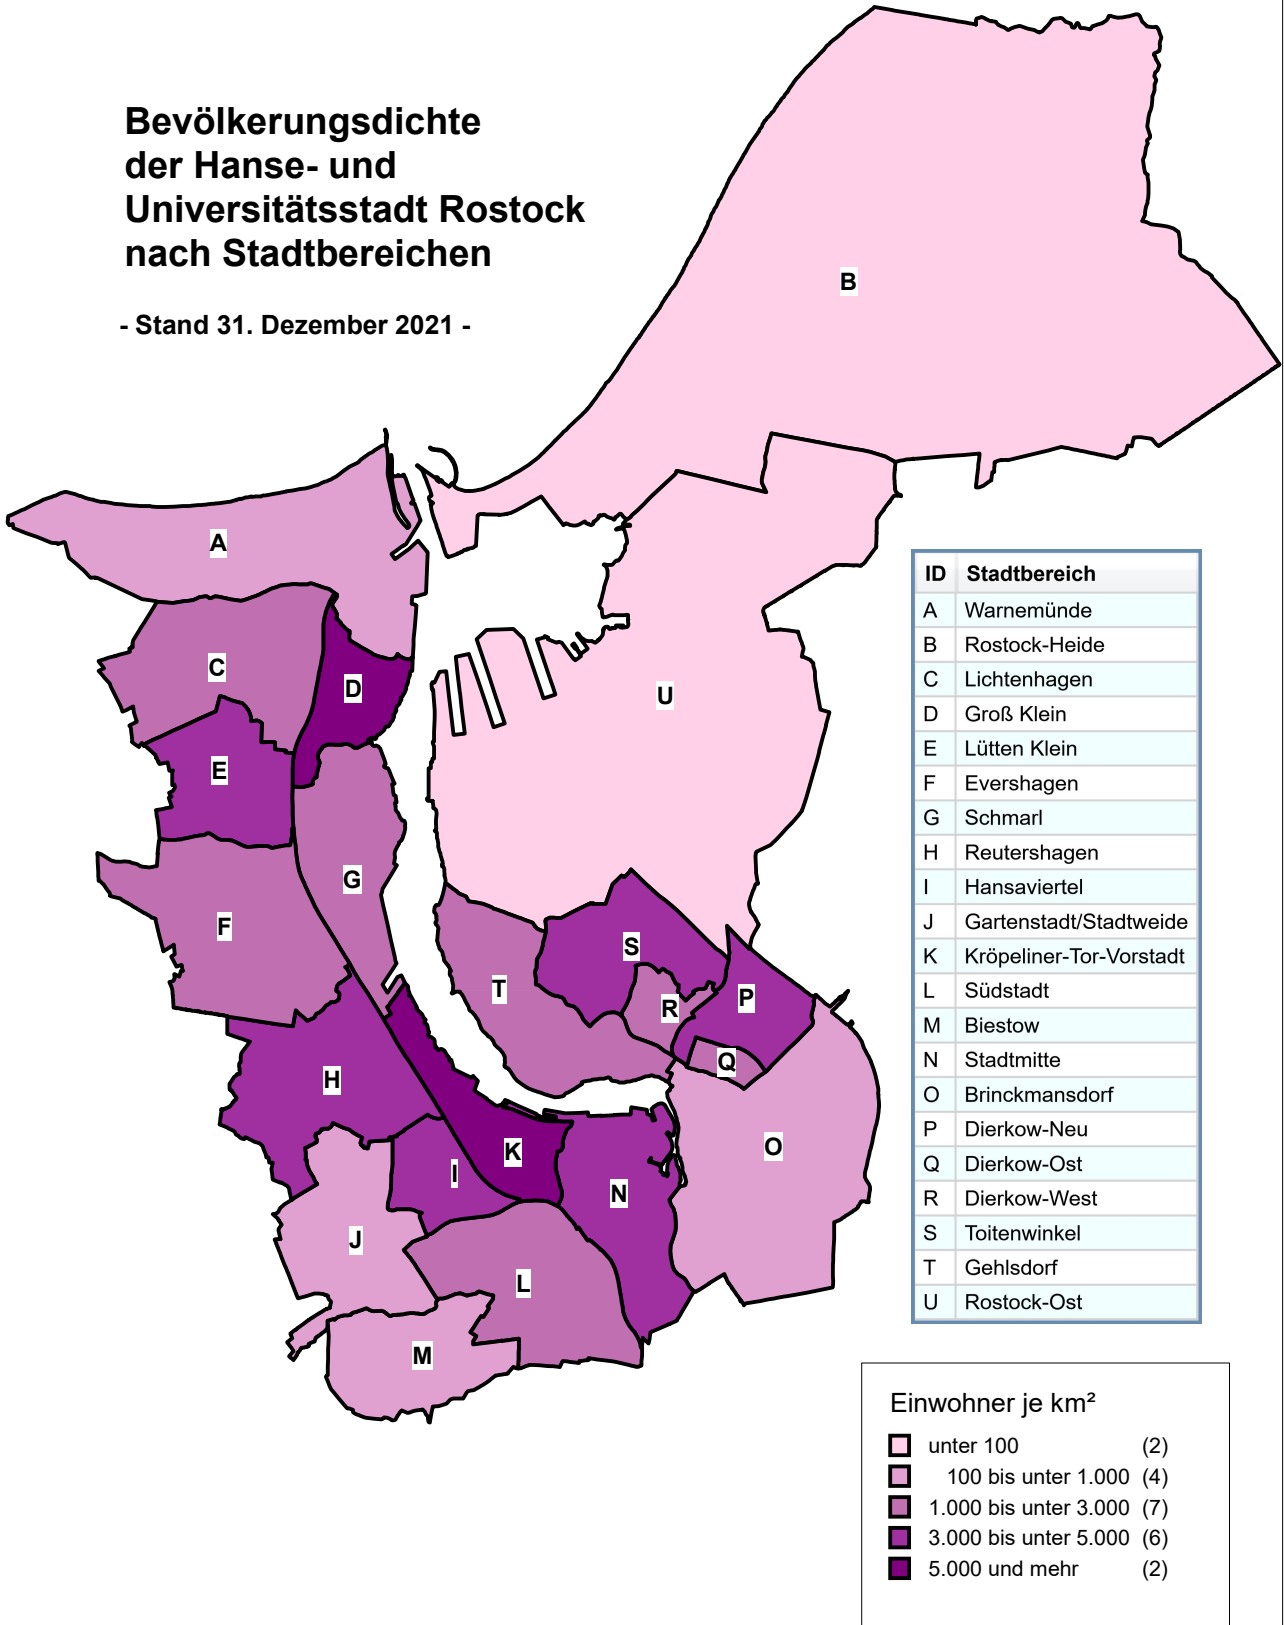 Bevölkerungsdichte
der Hanse- und
Universitätsstadt Rostock
nach Stadtbereichen
- Stand 31. Dezember 2021 -
B
A
C
D
U
E
G
F
S
T
R
P
Q
H
K
O
I
N
J
L
M
ID Stadtbereich
A Warnemünde
B Rostock-Heide
C Lichtenhagen
D Groß Klein
E Lütten Klein
F Evershagen
G Schmarl
H Reutershagen
I Hansaviertel
J Gartenstadt/Stadtweide
K Kröpeliner-Tor-Vorstadt
L Südstadt
M Biestow
N Stadtmitte
O Brinckmansdorf
P Dierkow-Neu
Q Dierkow-Ost
R Dierkow-West
S Toitenwinkel
T Gehlsdorf
U Rostock-Ost
Einwohner je km²
unter 100 (2)
100 bis unter 1.000 (4)
1.000 bis unter 3.000 (7)
3.000 bis unter 5.000 (6)
5.000 und mehr (2)